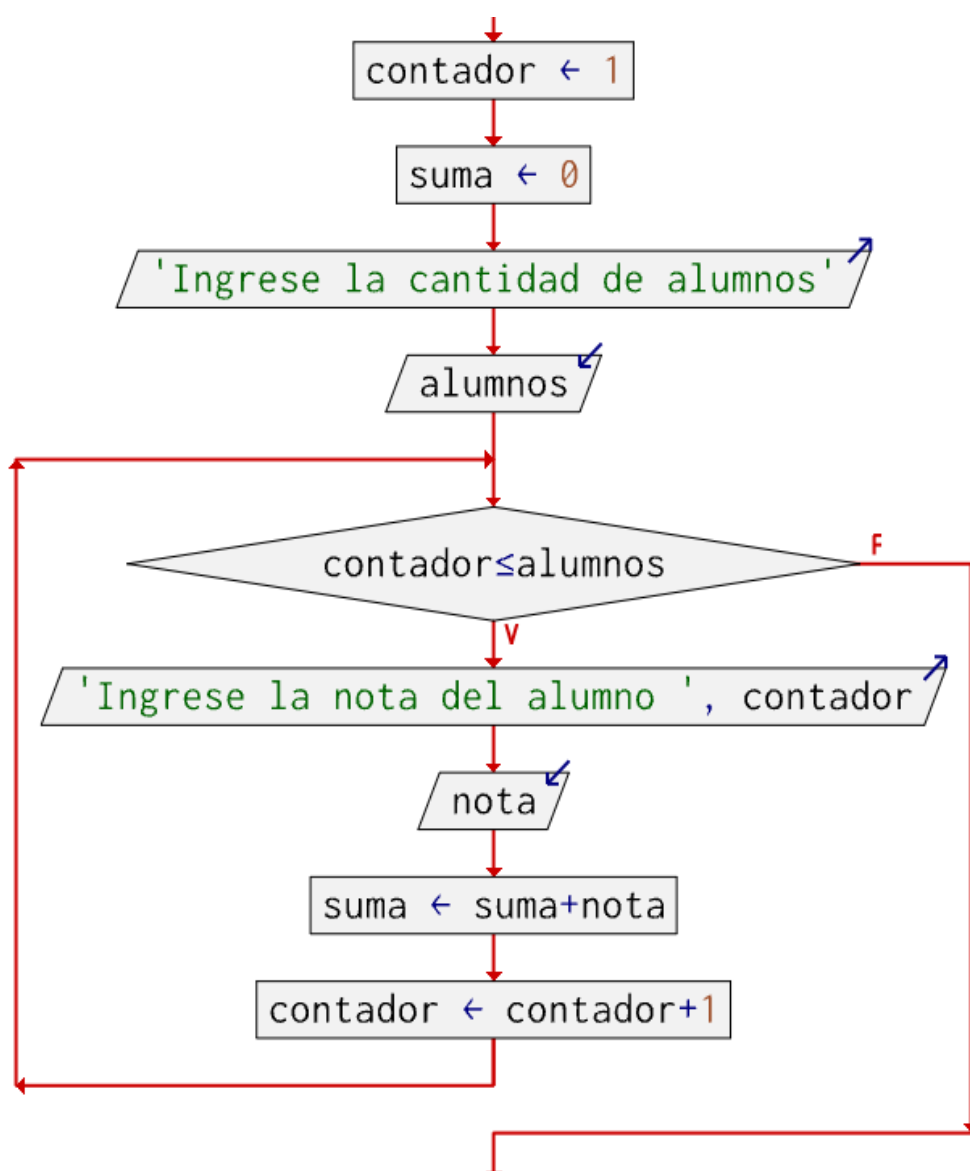 contador ← 1
suma ← 0
'Ingrese la cantidad de alumnos'
alumnos
contador≤alumnos
F
V
'Ingrese la nota del alumno ', contador
nota
suma ← suma+nota
contador ← contador+1